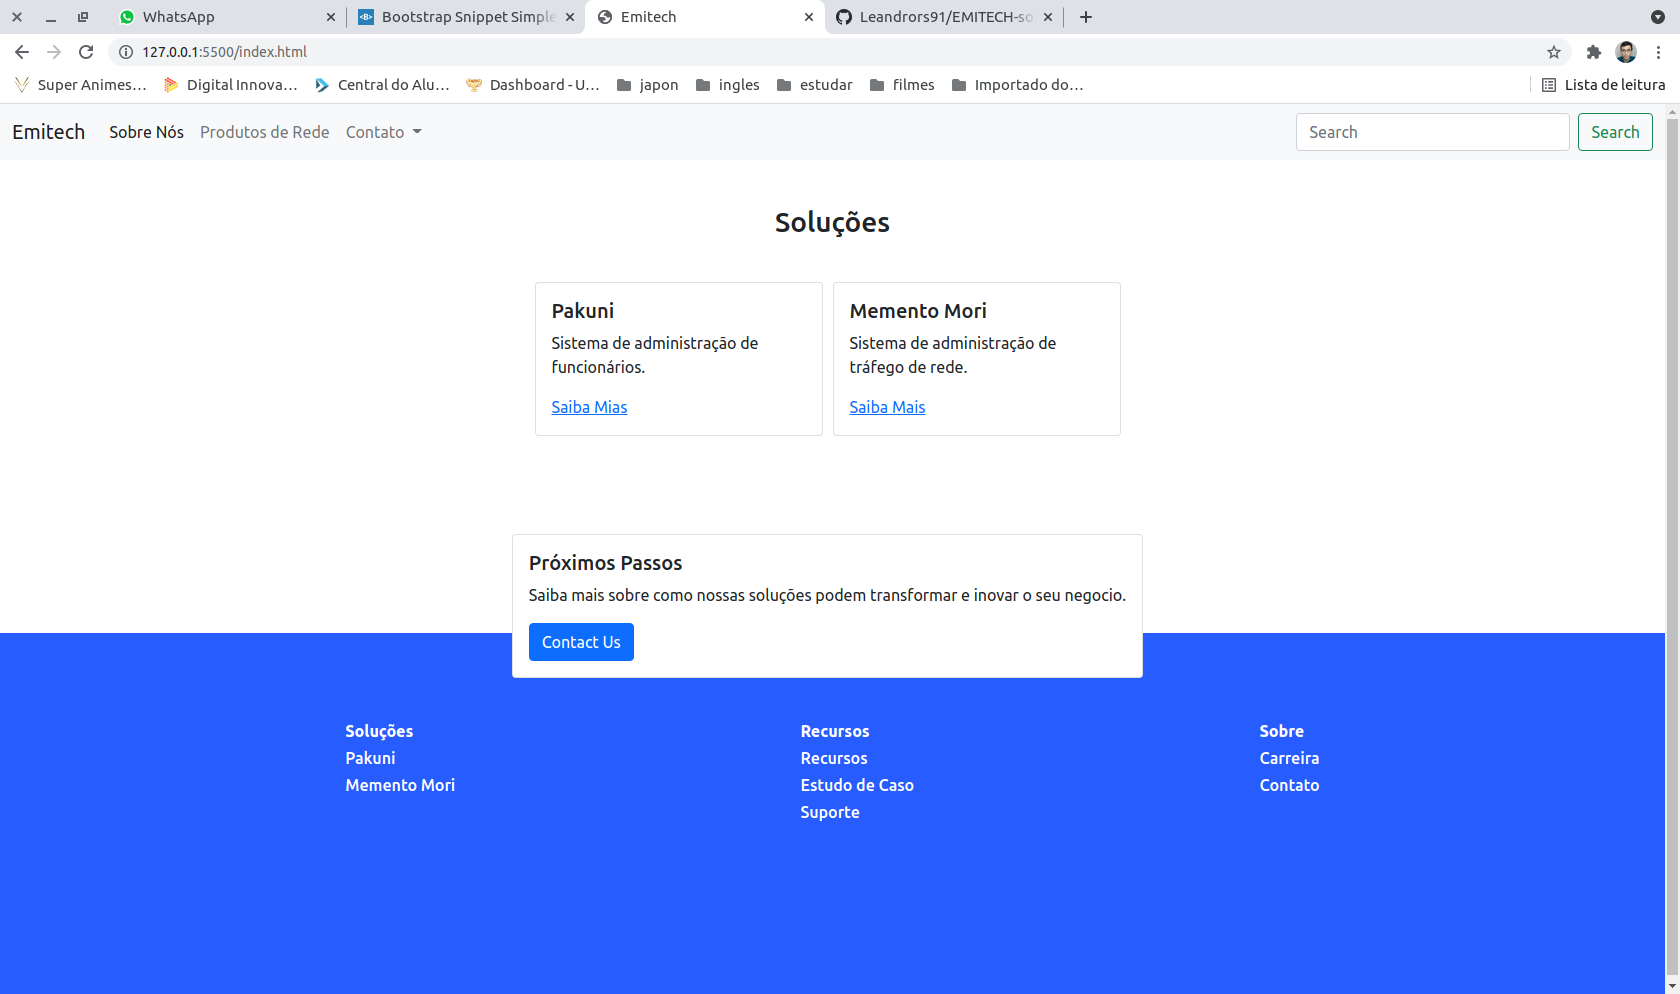 WhatsApp
Bootstrap Snippet Simple
Emitech
Leandrors91/EMITECH-so
127.0.0.1:5500/index.html
Super Animes…
Digital Innova…
Central do Alu…
Dashboard - U…
japon
ingles
estudar
filmes
Importado do…
Lista de leitura
Emitech
Sobre Nós
Produtos de Rede
Contato
Search
Search
Soluções
Pakuni
Sistema de administração de
funcionários.
Saiba Mias
Memento Mori
Sistema de administração de
tráfego de rede.
Saiba Mais
Próximos Passos
Saiba mais sobre como nossas soluções podem transformar e inovar o seu negocio.
Contact Us
Soluções
Pakuni
Memento Mori
Recursos
Recursos
Estudo de Caso
Suporte
Sobre
Carreira
Contato